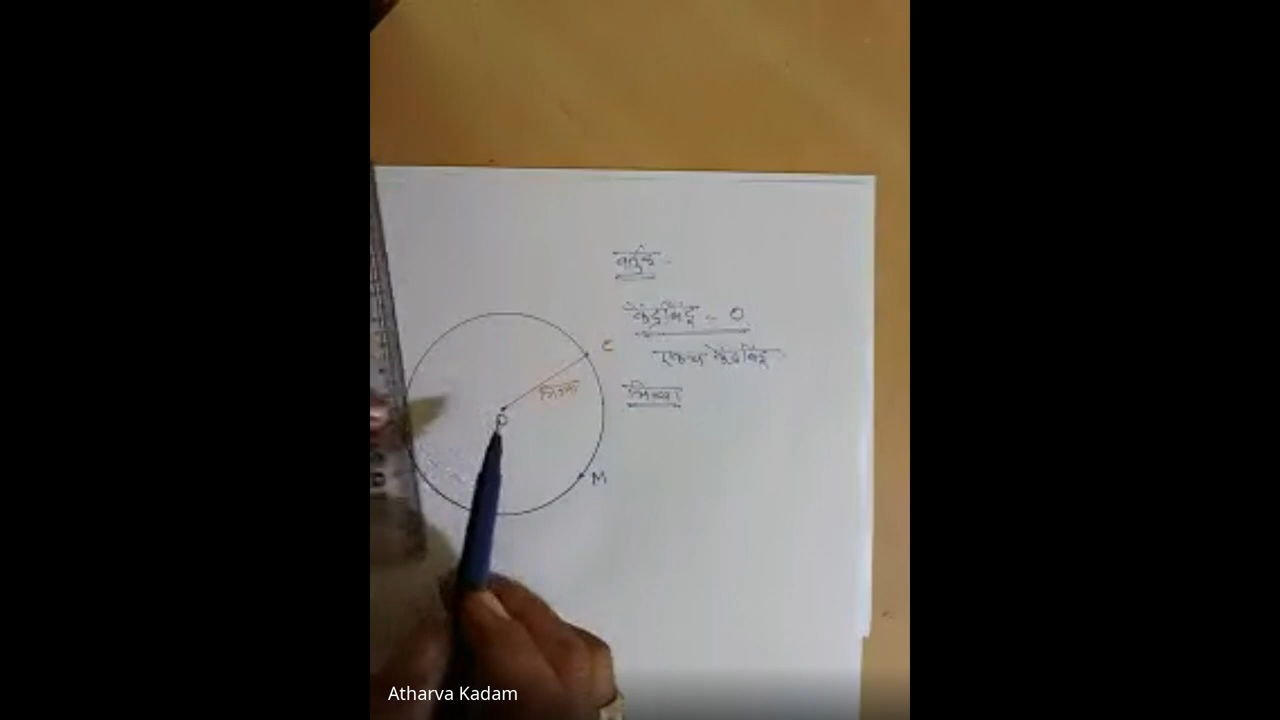 वर्तुळ -
केंद्रबिंदू - O
एकच केंद्रबिंदू
त्रिज्या
C
त्रिज्या
O
M
Atharva Kadam